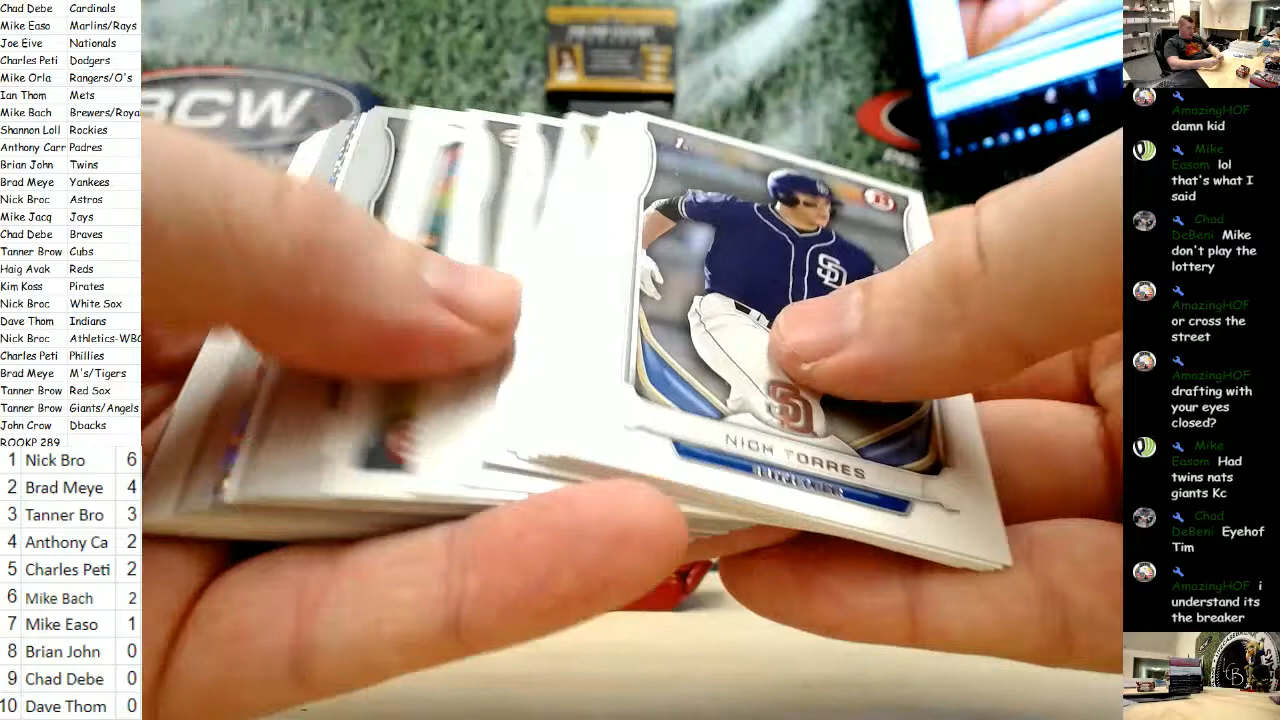 Chad Debe Cardinals
Mike Easo Marlins/Rays
Joe Eive Nationals
Charles Peti Dodgers
Mike Orla Rangers/O's
Ian Thom Mets
Mike Bach Brewers/Roya
Shannon Loll Rockies
Anthony Carr Padres
Brian John Twins
Brad Meye Yankees
Nick Broc Astros
Mike Jacq Jays
Chad Debe Braves
Tanner Brow Cubs
Haig Avak Reds
Kim Koss Pirates
Nick Broc White Sox
Dave Thom Indians
Nick Broc Athletics-WBC
Charles Peti Phillies
Brad Meye M's/Tigers
Tanner Brow Red Sox
Tanner Brow Giants/Angels
John Crow Dbacks
ROOKP 289
1 Nick Bro 6
2 Brad Meye 4
3 Tanner Bro 3
4 Anthony Ca 2
5 Charles Peti 2
6 Mike Bach 2
7 Mike Easo 1
8 Brian John 0
9 Chad Debe 0
10 Dave Thom 0
BCW
SD
SD
NICK TORRES
AmazingHOF
damn kid
Mike
Easom lol
that's what I
said
Chad
DeBeni Mike
don't play the
lottery
AmazingHOF
or cross the
street
AmazingHOF
drafting with
your eyes
closed?
Mike
Easom Had
twins nats
giants Kc
Chad
DeBeni Eyehof
Tim
AmazingHOF i
understand its
the breaker